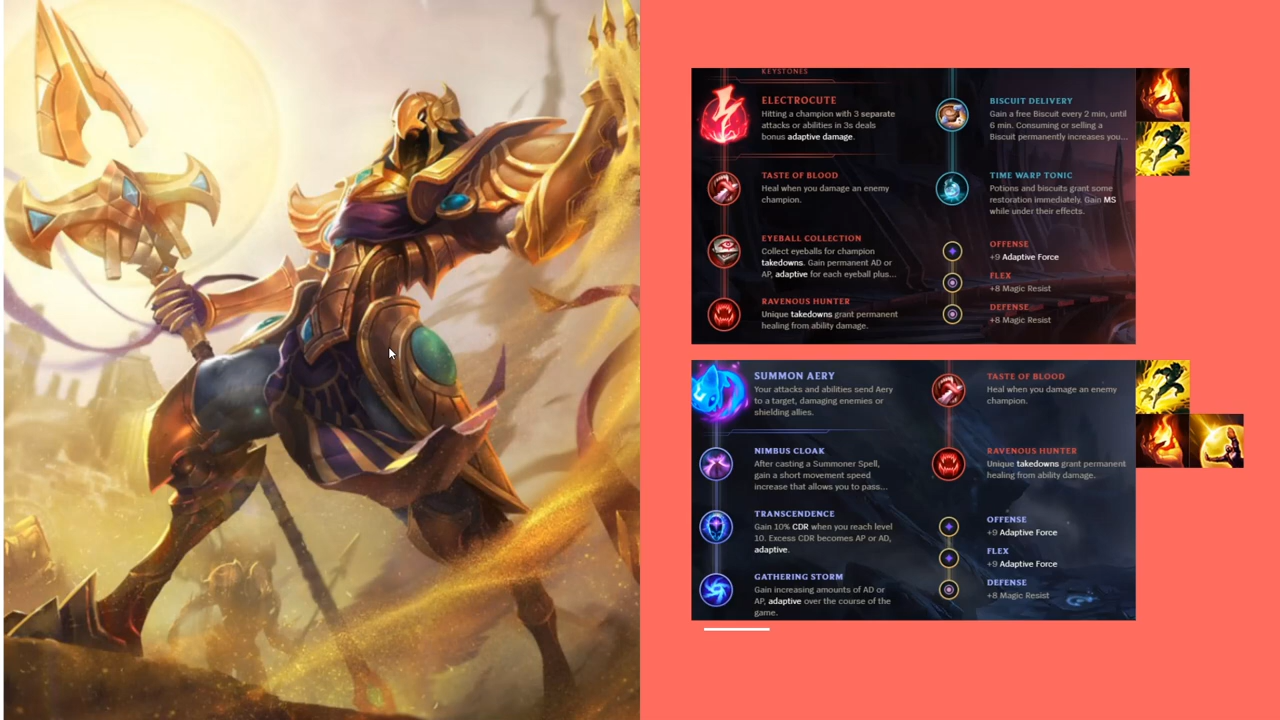 KEYSTONES
ELECTROCUTE
Hitting a champion with 3 separate
attacks or abilities in 3s deals
bonus adaptive damage.
TASTE OF BLOOD
Heal when you damage an enemy
champion.
EYEBALL COLLECTION
Collect eyeballs for champion
takedowns. Gain permanent AD or
AP, adaptive for each eyeball plus...
RAVENOUS HUNTER
Unique takedowns grant permanent
healing from ability damage.
BISCUIT DELIVERY
Gain a free Biscuit every 2 min, until
6 min. Consuming or selling a
Biscuit permanently increases you...
TIME WARP TONIC
Potions and biscuits grant some
restoration immediately. Gain MS
while under their effects.
OFFENSE
+9 Adaptive Force
FLEX
+8 Magic Resist
DEFENSE
+8 Magic Resist
SUMMON AERY
Your attacks and abilities send Aery
to a target, damaging enemies or
shielding allies.
NIMBUS CLOAK
After casting a Summoner Spell,
gain a short movement speed
increase that allows you to pass...
TRANSCENDENCE
Gain 10% CDR when you reach level
10. Excess CDR becomes AP or AD,
adaptive.
GATHERING STORM
Gain increasing amounts of AD or
AP, adaptive over the course of the
game.
TASTE OF BLOOD
Heal when you damage an enemy
champion.
RAVENOUS HUNTER
Unique takedowns grant permanent
healing from ability damage.
OFFENSE
+9 Adaptive Force
FLEX
+9 Adaptive Force
DEFENSE
+8 Magic Resist